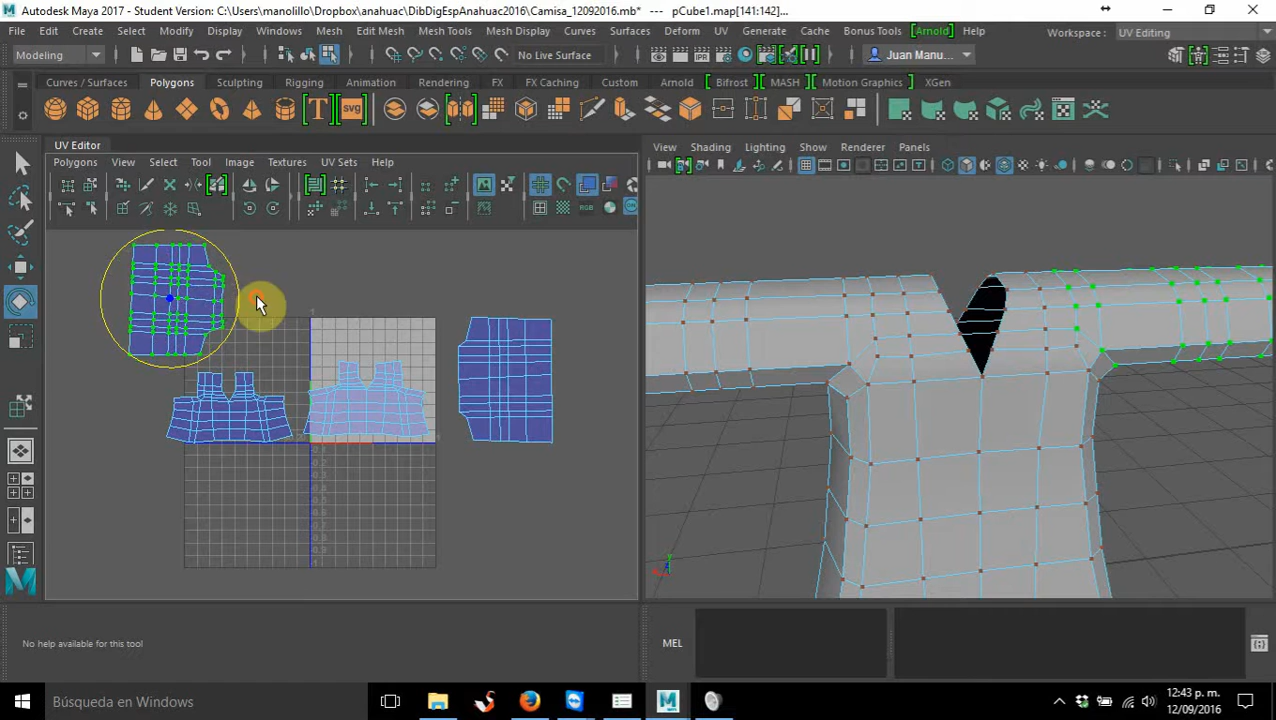 Autodesk Maya 2017 - Student Version: C:\Users\manolillo\Dropbox\anahuac\DibDigEspAnahuac2016\Camisa_12092016.mb* --- pCube1.map[141:142]...
File Edit Create Select Modify Display Windows Mesh Edit Mesh Mesh Tools Mesh Display Curves Surfaces Deform UV Generate Cache Bonus Tools [Arnold] Help Workspace : UV Editing
Modeling No Live Surface Juan Manu...
Curves / Surfaces Polygons Sculpting Rigging Animation Rendering FX FX Caching Custom Arnold Bifrost MASH Motion Graphics XGen
T SVG
UV Editor
Polygons View Select Tool Image Textures UV Sets Help
View Shading Lighting Show Renderer Panels
RGB
No help available for this tool
MEL
Búsqueda en Windows
12:43 p. m.
12/09/2016